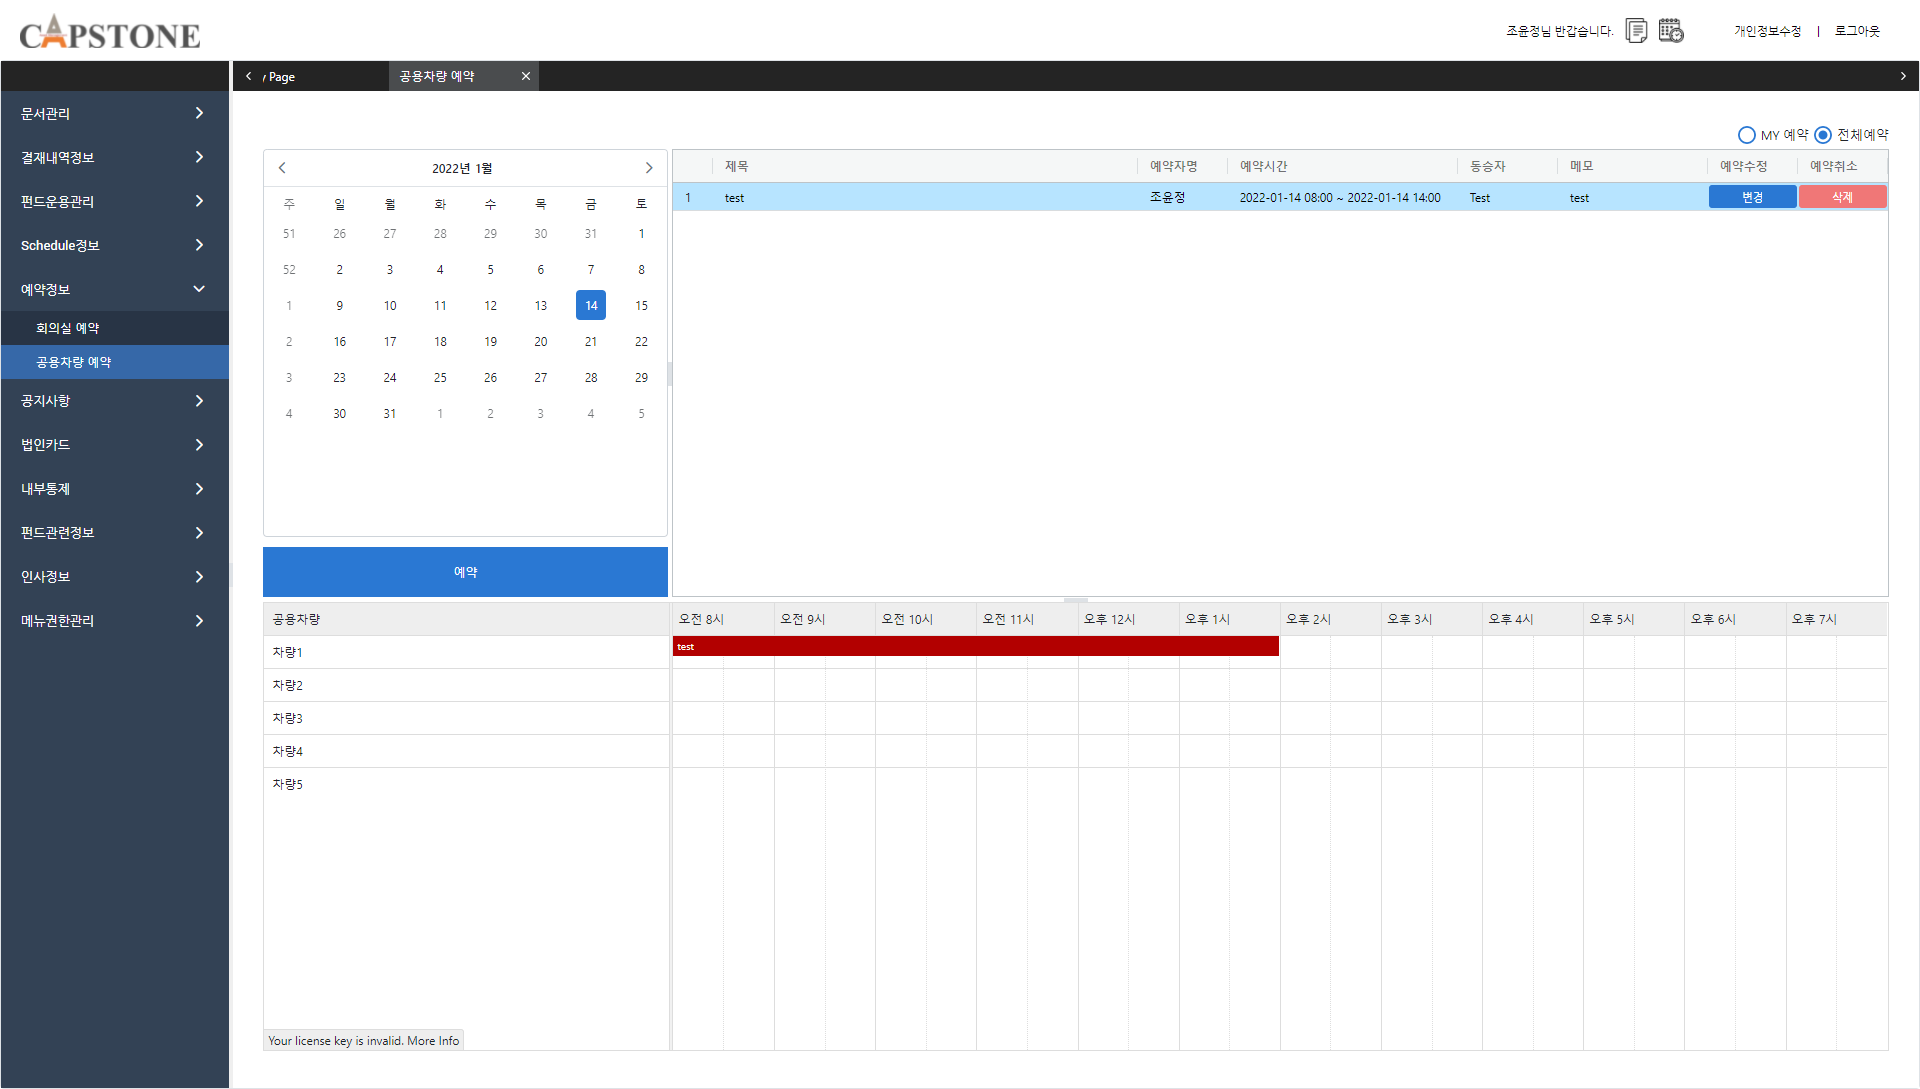 CAPSTONE
조윤정님 반갑습니다.
개인정보수정 | 로그아웃
y Page
공용차량 예약
문서관리
결재내역정보
펀드운용관리
Schedule정보
예약정보
회의실 예약
공용차량 예약
공지사항
법인카드
내부통제
펀드관련정보
인사정보
메뉴권한관리
MY 예약 전체예약
2022년 1월
주 일 월 화 수 목 금 토
51 26 27 28 29 30 31 1
52 2 3 4 5 6 7 8
1 9 10 11 12 13 14 15
2 16 17 18 19 20 21 22
3 23 24 25 26 27 28 29
4 30 31 1 2 3 4 5
예약
제목 예약자명 예약시간 동승자 메모 예약수정 예약취소
1 test 조윤정 2022-01-14 08:00 ~ 2022-01-14 14:00 Test test 변경 삭제
공용차량 오전 8시 오전 9시 오전 10시 오전 11시 오후 12시 오후 1시 오후 2시 오후 3시 오후 4시 오후 5시 오후 6시 오후 7시
차량1 test
차량2
차량3
차량4
차량5
Your license key is invalid. More Info